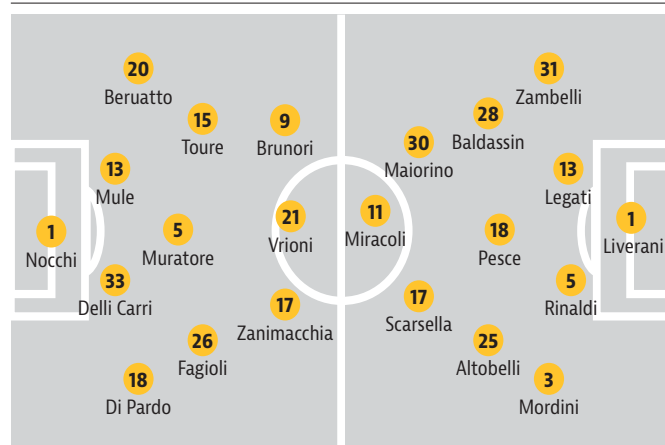 20
Beruatto
15
Toure
9
Brunori
13
Mule
1
Nocchi
5
Muratore
21
Vrioni
33
Delli Carri
17
Zanimacchia
26
Fagioli
18
Di Pardo
31
Zambelli
28
Baldassin
30
Maiorino
13
Legati
11
Miracoli
18
Pesce
1
Liverani
17
Scarsella
5
Rinaldi
25
Altobelli
3
Mordini